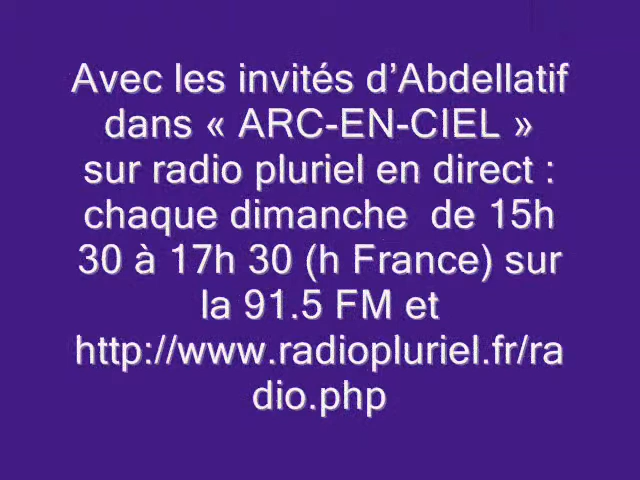 Avec les invités d’Abdellatif
dans « ARC-EN-CIEL »
sur radio pluriel en direct :
chaque dimanche  de 15h
30 à 17h 30 (h France) sur
la 91.5 FM et
http://www.radiopluriel.fr/ra
dio.php